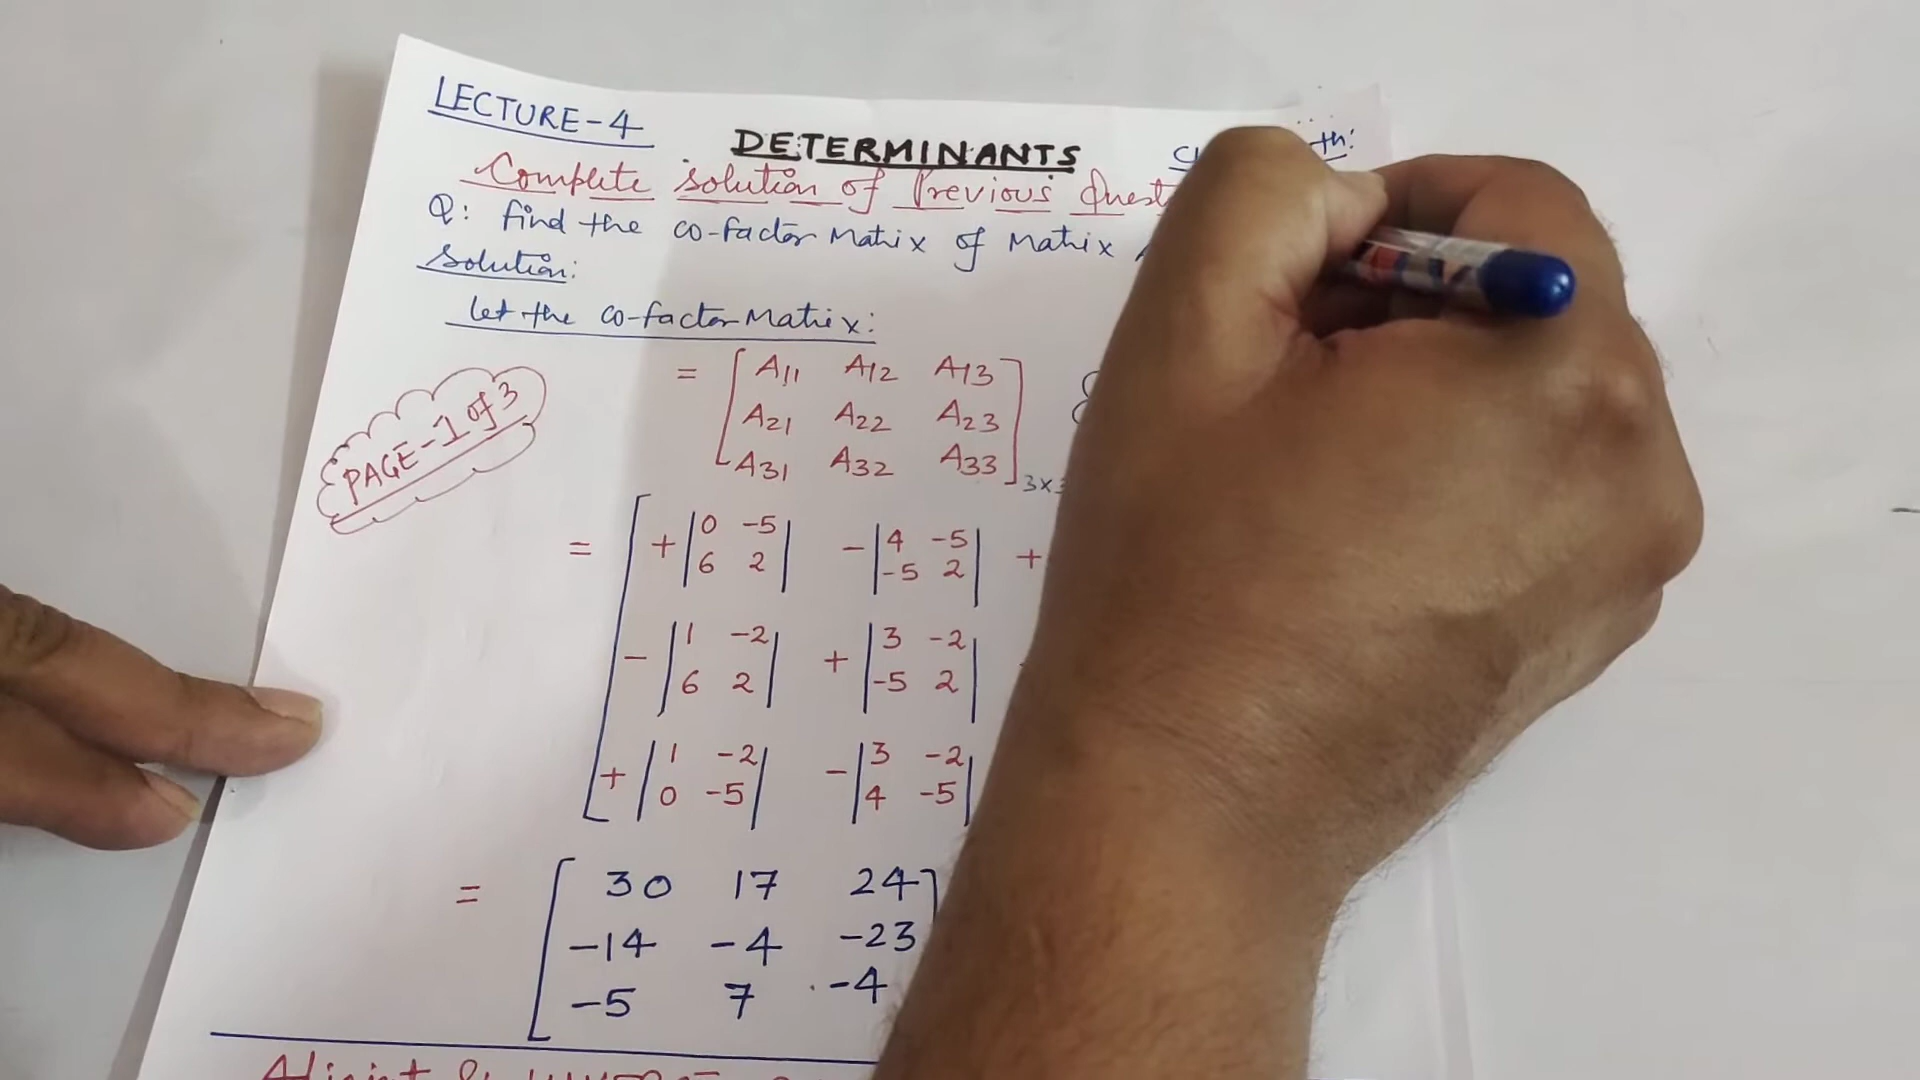 LECTURE-4
DETERMINANTS
th:
Complete Solution of Previous
Q: find the co-factor Matrix of Matrix
Solution:
let the co-factor Matrix:
PAGE-1 of 3
= [ A11 A12 A13 ]
A21 A22 A23
A31 A32 A33
= [ + | 0 -5 | - | 4 -5 | +
6 2 -5 2
- | 1 -2 | + | 3 -2 |
6 2 -5 2
+ | 1 -2 | - | 3 -2 |
0 -5 4 -5
= [ 30 17 24 ]
-14 -4 -23
-5 7 -4